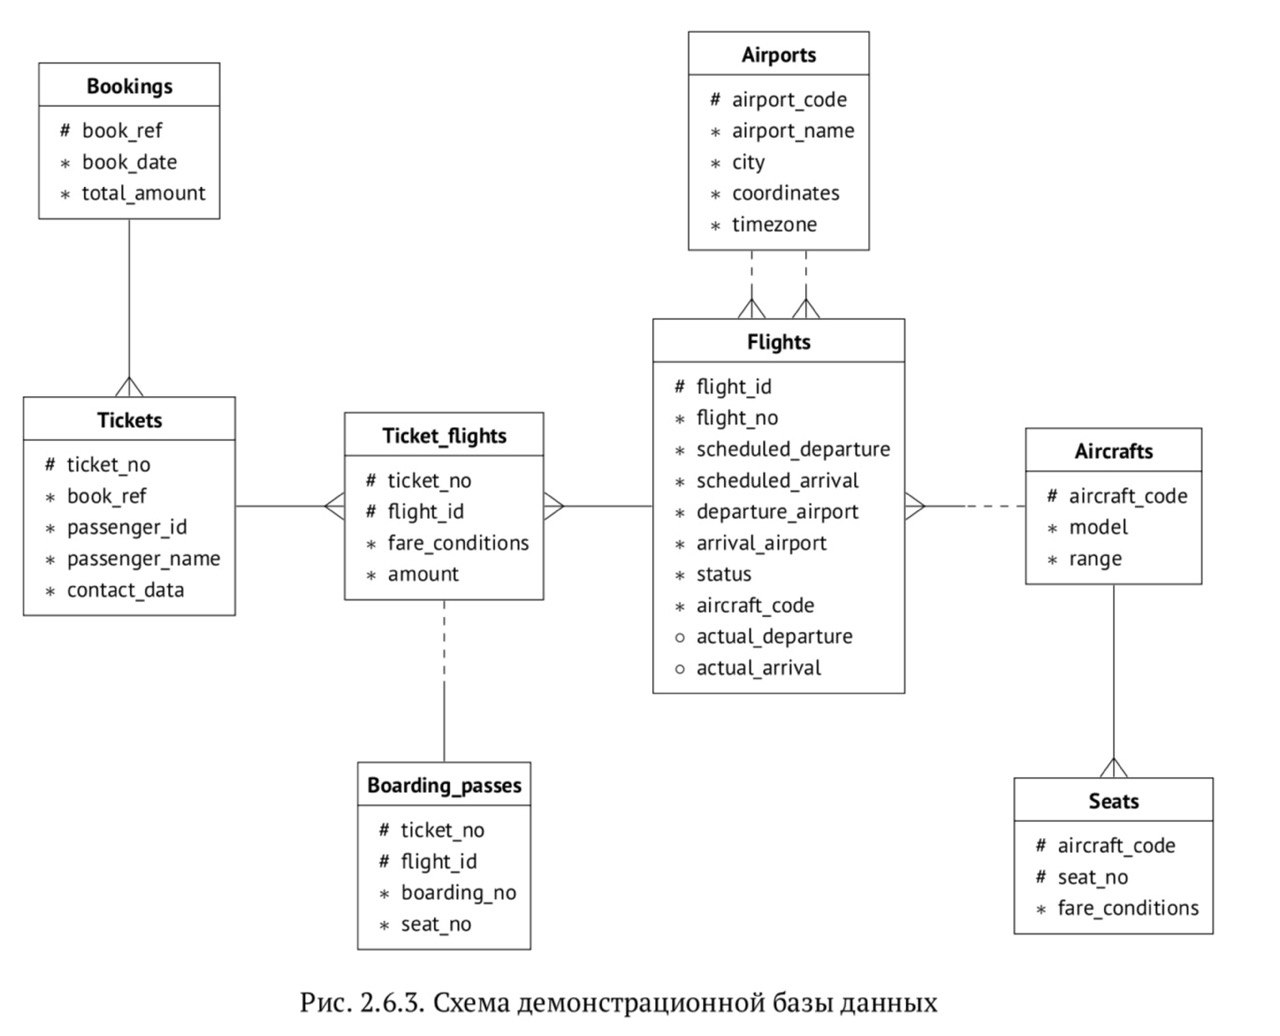 Bookings
# book_ref
* book_date
* total_amount
Airports
# airport_code
* airport_name
* city
* coordinates
* timezone
Tickets
# ticket_no
* book_ref
* passenger_id
* passenger_name
* contact_data
Ticket_flights
# ticket_no
# flight_id
* fare_conditions
* amount
Flights
# flight_id
* flight_no
* scheduled_departure
* scheduled_arrival
* departure_airport
* arrival_airport
* status
* aircraft_code
○ actual_departure
○ actual_arrival
Aircrafts
# aircraft_code
* model
* range
Boarding_passes
# ticket_no
# flight_id
* boarding_no
* seat_no
Seats
# aircraft_code
# seat_no
* fare_conditions
Рис. 2.6.3. Схема демонстрационной базы данных